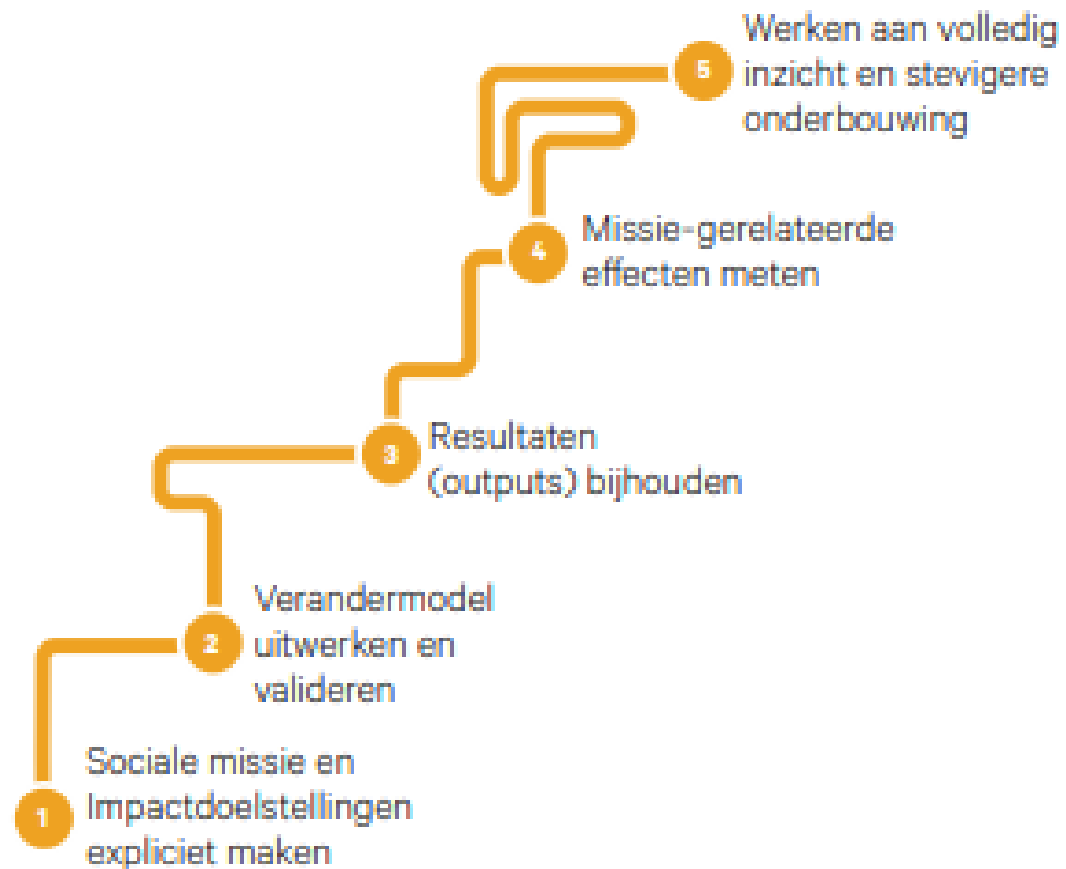 5
Werken aan volledig
inzicht en stevigere
onderbouwing
4
Missie-gerelateerde
effecten meten
3
Resultaten
(outputs) bijhouden
2
Verandermodel
uitwerken en
valideren
1
Sociale missie en
Impactdoelstellingen
expliciet maken